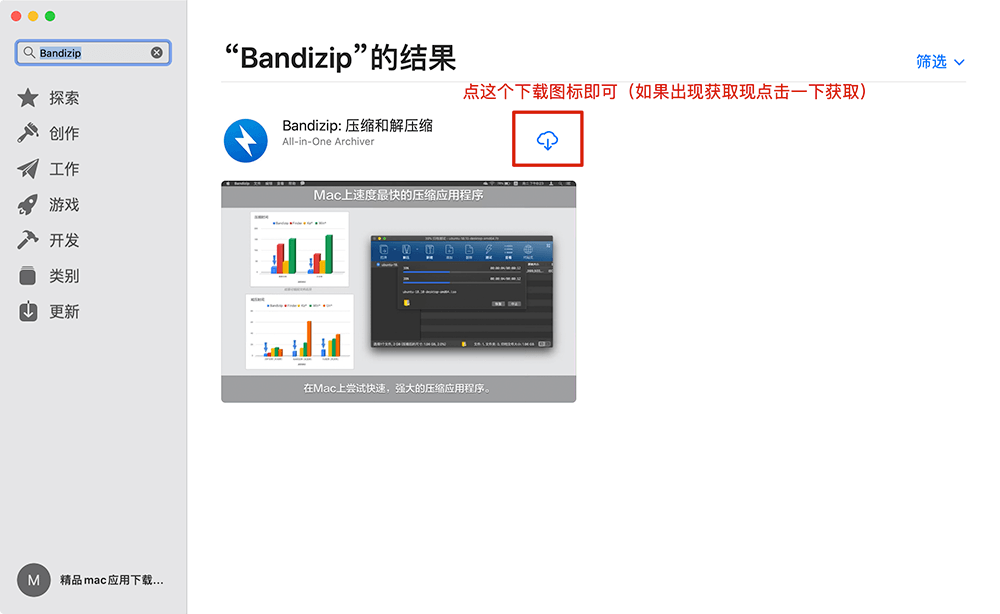 Bandizip
探索
创作
工作
游戏
开发
类别
更新
M
精品mac应用下载...
“Bandizip”的结果
筛选
点这个下载图标即可（如果出现获取现点击一下获取）
Bandizip: 压缩和解压缩
All-in-One Archiver
Mac上速度最快的压缩应用程序
在Mac上尝试快速，强大的压缩应用程序。